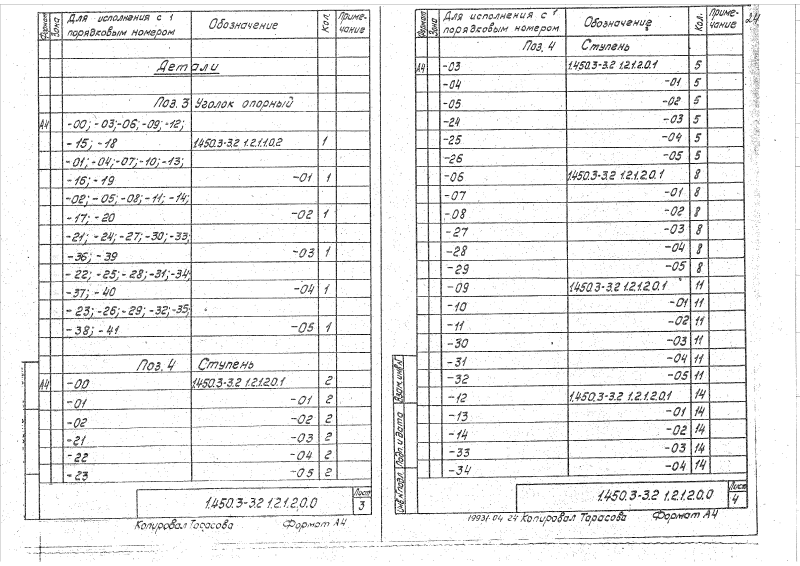 Формат Зона Для исполнения с 1 порядковым номером Обозначение Кол. Примечание
Детали
Поз. 3 Уголок опорный
А4 -00; -03; -06; -09; -12;
-15; -18 1.450.3-3.2 1.2.1.1.0.2 1
-01; -04; -07; -10; -13;
-16; -19 -01 1
-02; -05; -08; -11; -14;
-17; -20 -02 1
-21; -24; -27; -30; -33;
-36; -39 -03 1
-22; -25; -28; -31; -34;
-37; -40 -04 1
-23; -26; -29; -32; -35;
-38; -41 -05 1
Поз. 4 Ступень
А4 -00 1.450.3-3.2 1.2.1.2.0.1 2
-01 -01 2
-02 -02 2
-21 -03 2
-22 -04 2
-23 -05 2
1.450.3-3.2 1.2.1.2.0.0 Лист 3
Копировал Тарасова Формат А4
24
Формат Зона Для исполнения с 1 порядковым номером Обозначение Кол. Примечание
Поз. 4 Ступень
А4 -03 1.450.3-3.2 1.2.1.2.0.1 5
-04 -01 5
-05 -02 5
-24 -03 5
-25 -04 5
-26 -05 5
-06 1.450.3-3.2 1.2.1.2.0.1 8
-07 -01 8
-08 -02 8
-27 -03 8
-28 -04 8
-29 -05 8
-09 1.450.3-3.2 1.2.1.2.0.1 11
-10 -01 11
-11 -02 11
-30 -03 11
-31 -04 11
-32 -05 11
-12 1.450.3-3.2 1.2.1.2.0.1 14
-13 -01 14
-14 -02 14
-33 -03 14
-34 -04 14
Инв.№подл. Подп. и дата Взам.инв.№
1.450.3-3.2 1.2.1.2.0.0 Лист 4
04 24 Копировал Тарасова Формат А4